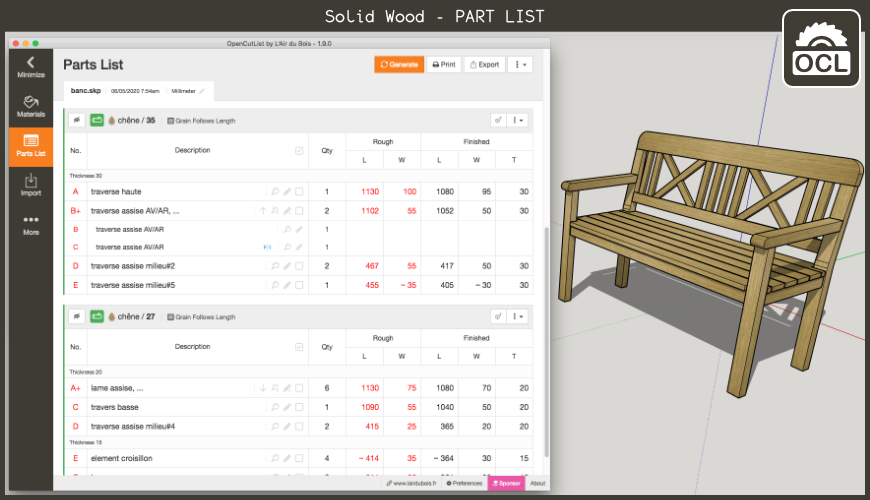 Solid Wood - PART LIST
OCL
OpenCutList by L'Air du Bois - 1.9.0
Minimize
Materials
Parts List
Import
More
Parts List
Generate Print Export
banc.skp 06/05/2020 7:54am Millimeter
chêne / 35 Grain Follows Length
No. Description Qty Rough Finished
L W L W T
Thickness 30
A traverse haute 1 1130 100 1080 95 30
B+ traverse assise AV/AR, ... 2 1102 55 1052 50 30
B traverse assise AV/AR 1
C traverse assise AV/AR 1
D traverse assise milieu#2 2 467 55 417 50 30
E traverse assise milieu#5 1 455 ~ 35 405 ~ 30 30
chêne / 27 Grain Follows Length
No. Description Qty Rough Finished
L W L W T
Thickness 20
A+ lame assise, ... 6 1130 75 1080 70 20
C travers basse 1 1090 55 1040 50 20
D traverse assise milieu#4 2 415 25 365 20 20
Thickness 15
E element croisillon 4 ~ 414 35 ~ 364 30 15
www.lairdubois.fr Preferences Sponsor About